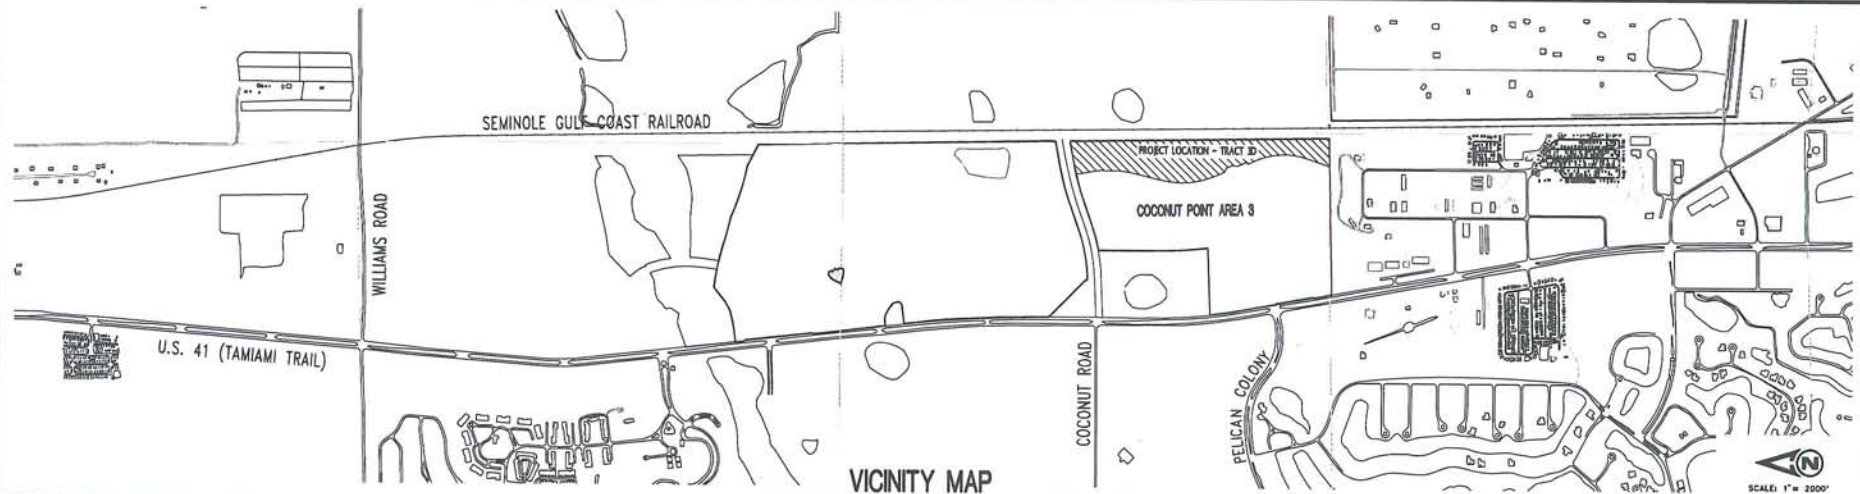 SEMINOLE GULF COAST RAILROAD
PROJECT LOCATION - TRACT 3D
COCONUT POINT AREA 3
WILLIAMS ROAD
U.S. 41 (TAMIAMI TRAIL)
COCONUT ROAD
PELICAN COLONY
VICINITY MAP
N
SCALE: 1"= 2000'